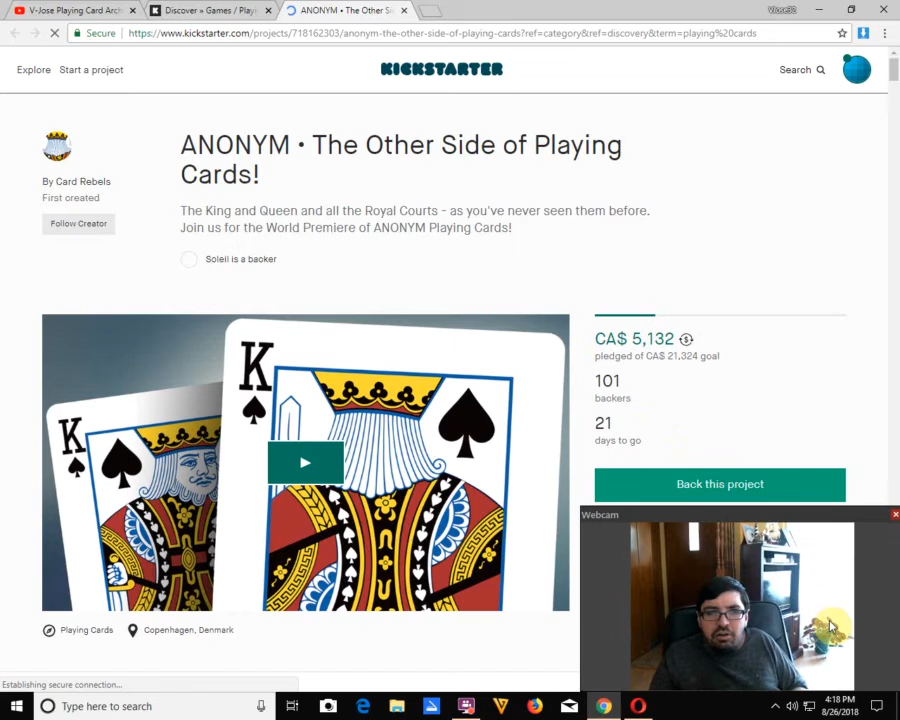 V-Jose Playing Card Arch
Discover » Games / Playi
ANONYM • The Other Si
VJose32
Secure
https://www.kickstarter.com/projects/718162303/anonym-the-other-side-of-playing-cards?ref=category&ref=discovery&term=playing%20cards
Explore
Start a project
KICKSTARTER
Search
ANONYM • The Other Side of Playing
Cards!
By Card Rebels
First created
Follow Creator
The King and Queen and all the Royal Courts - as you've never seen them before.
Join us for the World Premiere of ANONYM Playing Cards!
Soleil is a backer
K
K
CA$ 5,132
pledged of CA$ 21,324 goal
101
backers
21
days to go
Back this project
Webcam
Playing Cards
Copenhagen, Denmark
Establishing secure connection...
Type here to search
4:18 PM
8/26/2018